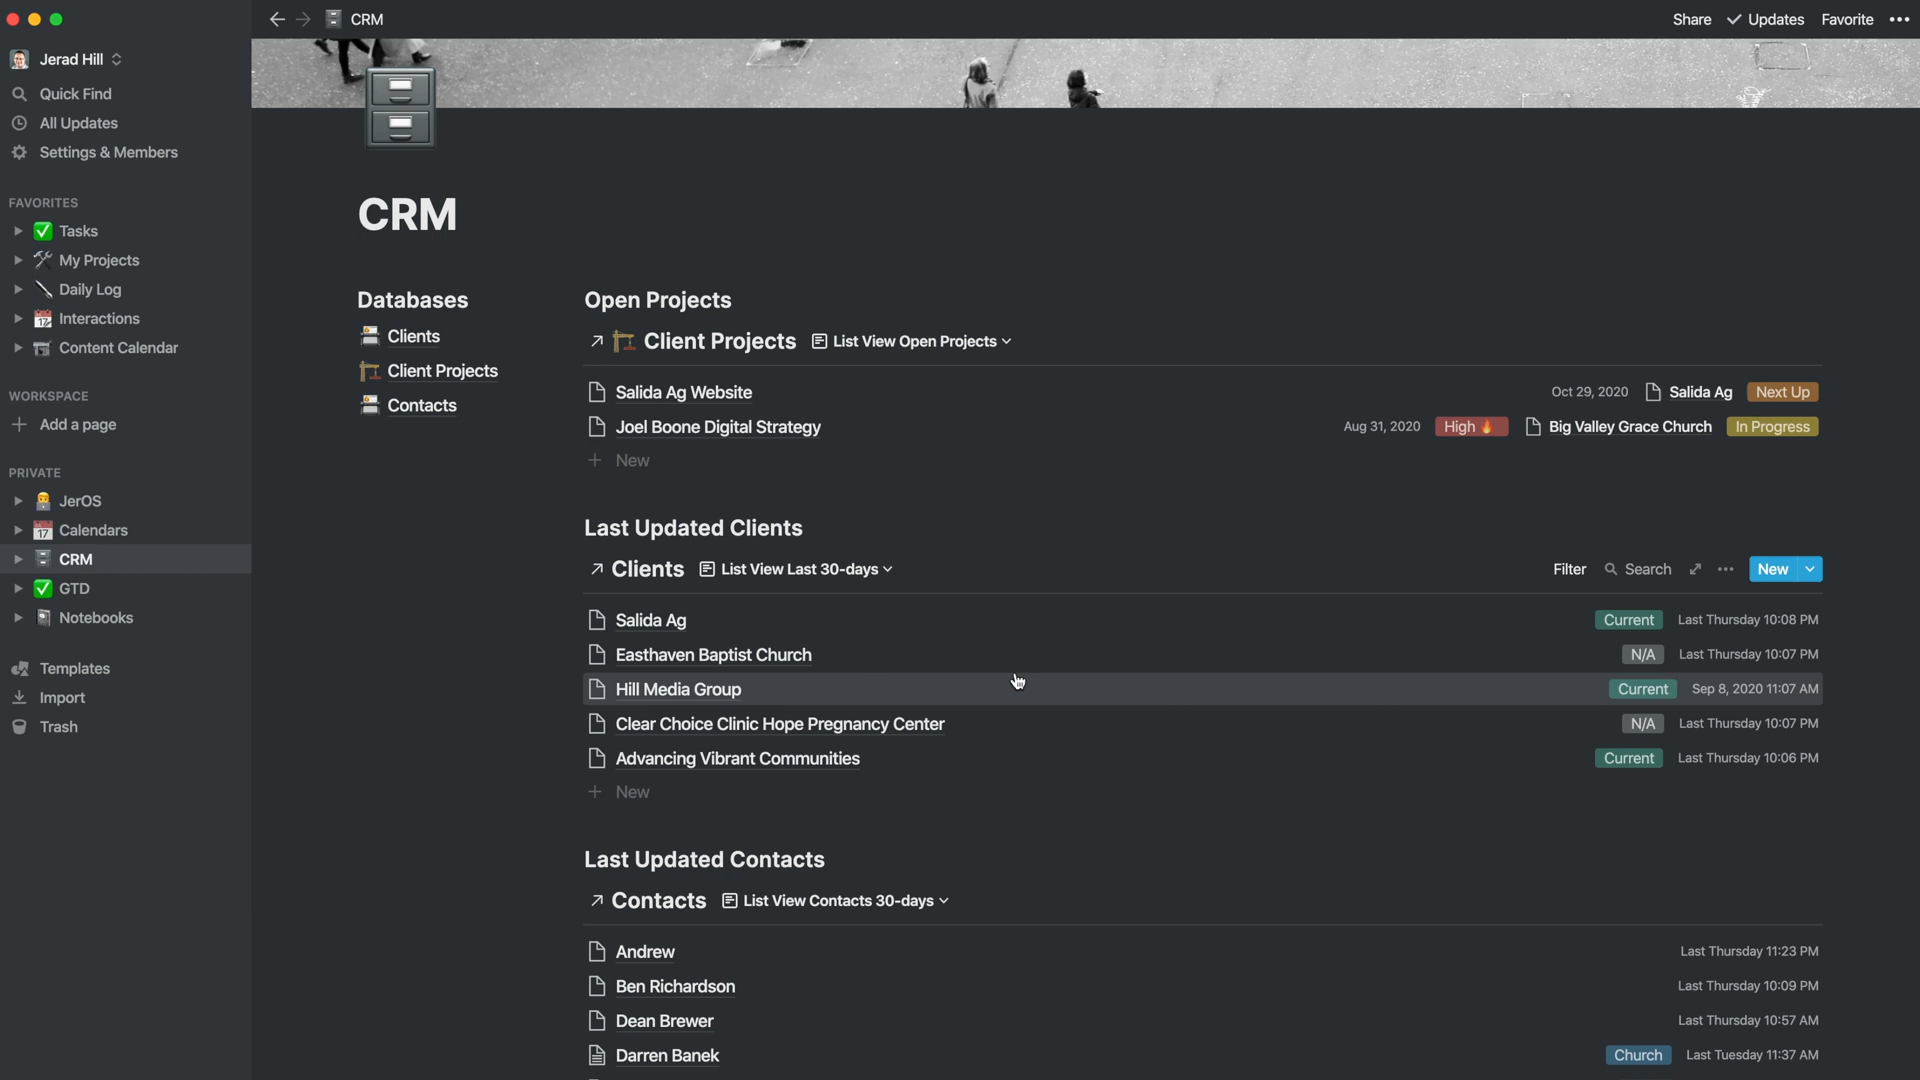 CRM
Share
Updates
Favorite
Jerad Hill
Quick Find
All Updates
Settings & Members
FAVORITES
Tasks
My Projects
Daily Log
Interactions
Content Calendar
WORKSPACE
Add a page
PRIVATE
JerOS
Calendars
CRM
GTD
Notebooks
Templates
Import
Trash
CRM
Databases
Clients
Client Projects
Contacts
Open Projects
Client Projects List View Open Projects
Salida Ag Website Oct 29, 2020 Salida Ag Next Up
Joel Boone Digital Strategy Aug 31, 2020 High 🔥 Big Valley Grace Church In Progress
New
Last Updated Clients
Clients List View Last 30-days Filter Search New
Salida Ag Current Last Thursday 10:08 PM
Easthaven Baptist Church N/A Last Thursday 10:07 PM
Hill Media Group Current Sep 8, 2020 11:07 AM
Clear Choice Clinic Hope Pregnancy Center N/A Last Thursday 10:07 PM
Advancing Vibrant Communities Current Last Thursday 10:06 PM
New
Last Updated Contacts
Contacts List View Contacts 30-days
Andrew Last Thursday 11:23 PM
Ben Richardson Last Thursday 10:09 PM
Dean Brewer Last Thursday 10:57 AM
Darren Banek Church Last Tuesday 11:37 AM